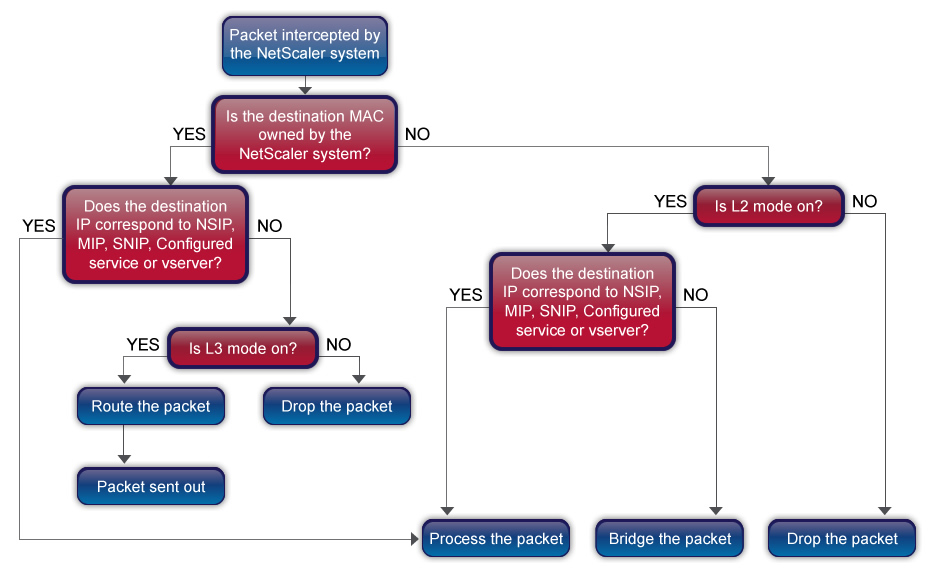 Packet intercepted by
the NetScaler system
Is the destination MAC
owned by the
NetScaler system?
YES
NO
Does the destination
IP correspond to NSIP,
MIP, SNIP, Configured
service or vserver?
YES
NO
Is L2 mode on?
YES
NO
Does the destination
IP correspond to NSIP,
MIP, SNIP, Configured
service or vserver?
YES
NO
Is L3 mode on?
YES
NO
Route the packet
Drop the packet
Packet sent out
Process the packet
Bridge the packet
Drop the packet